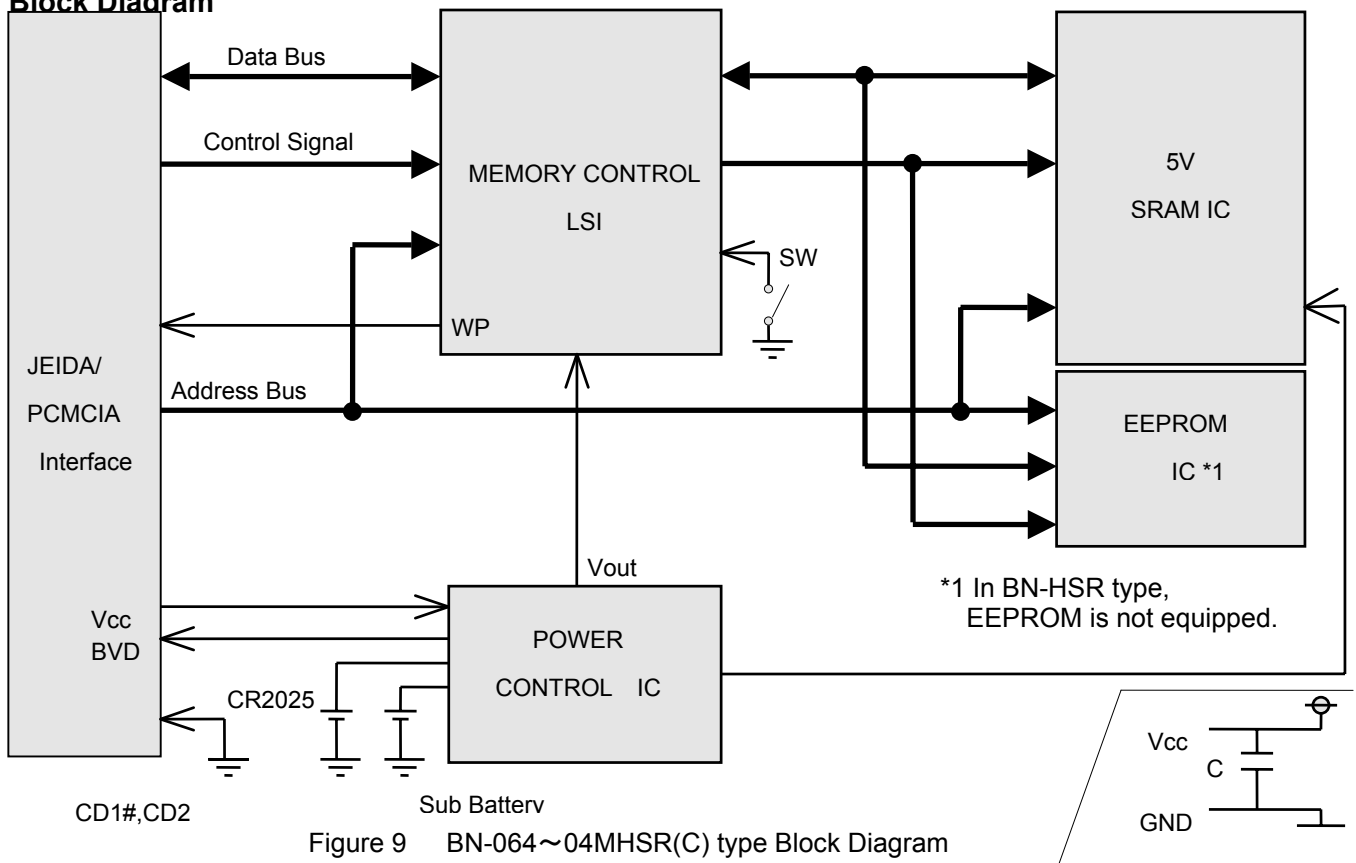 Block Diagram
Data Bus
Control Signal
MEMORY CONTROL
LSI
5V
SRAM IC
SW
WP
JEIDA/
PCMCIA
Interface
Address Bus
EEPROM
IC *1
Vout
*1 In BN-HSR type,
EEPROM is not equipped.
Vcc
BVD
POWER
CONTROL IC
CR2025
Vcc
C
GND
CD1#,CD2
Sub Battery
Figure 9 BN-064～04MHSR(C) type Block Diagram